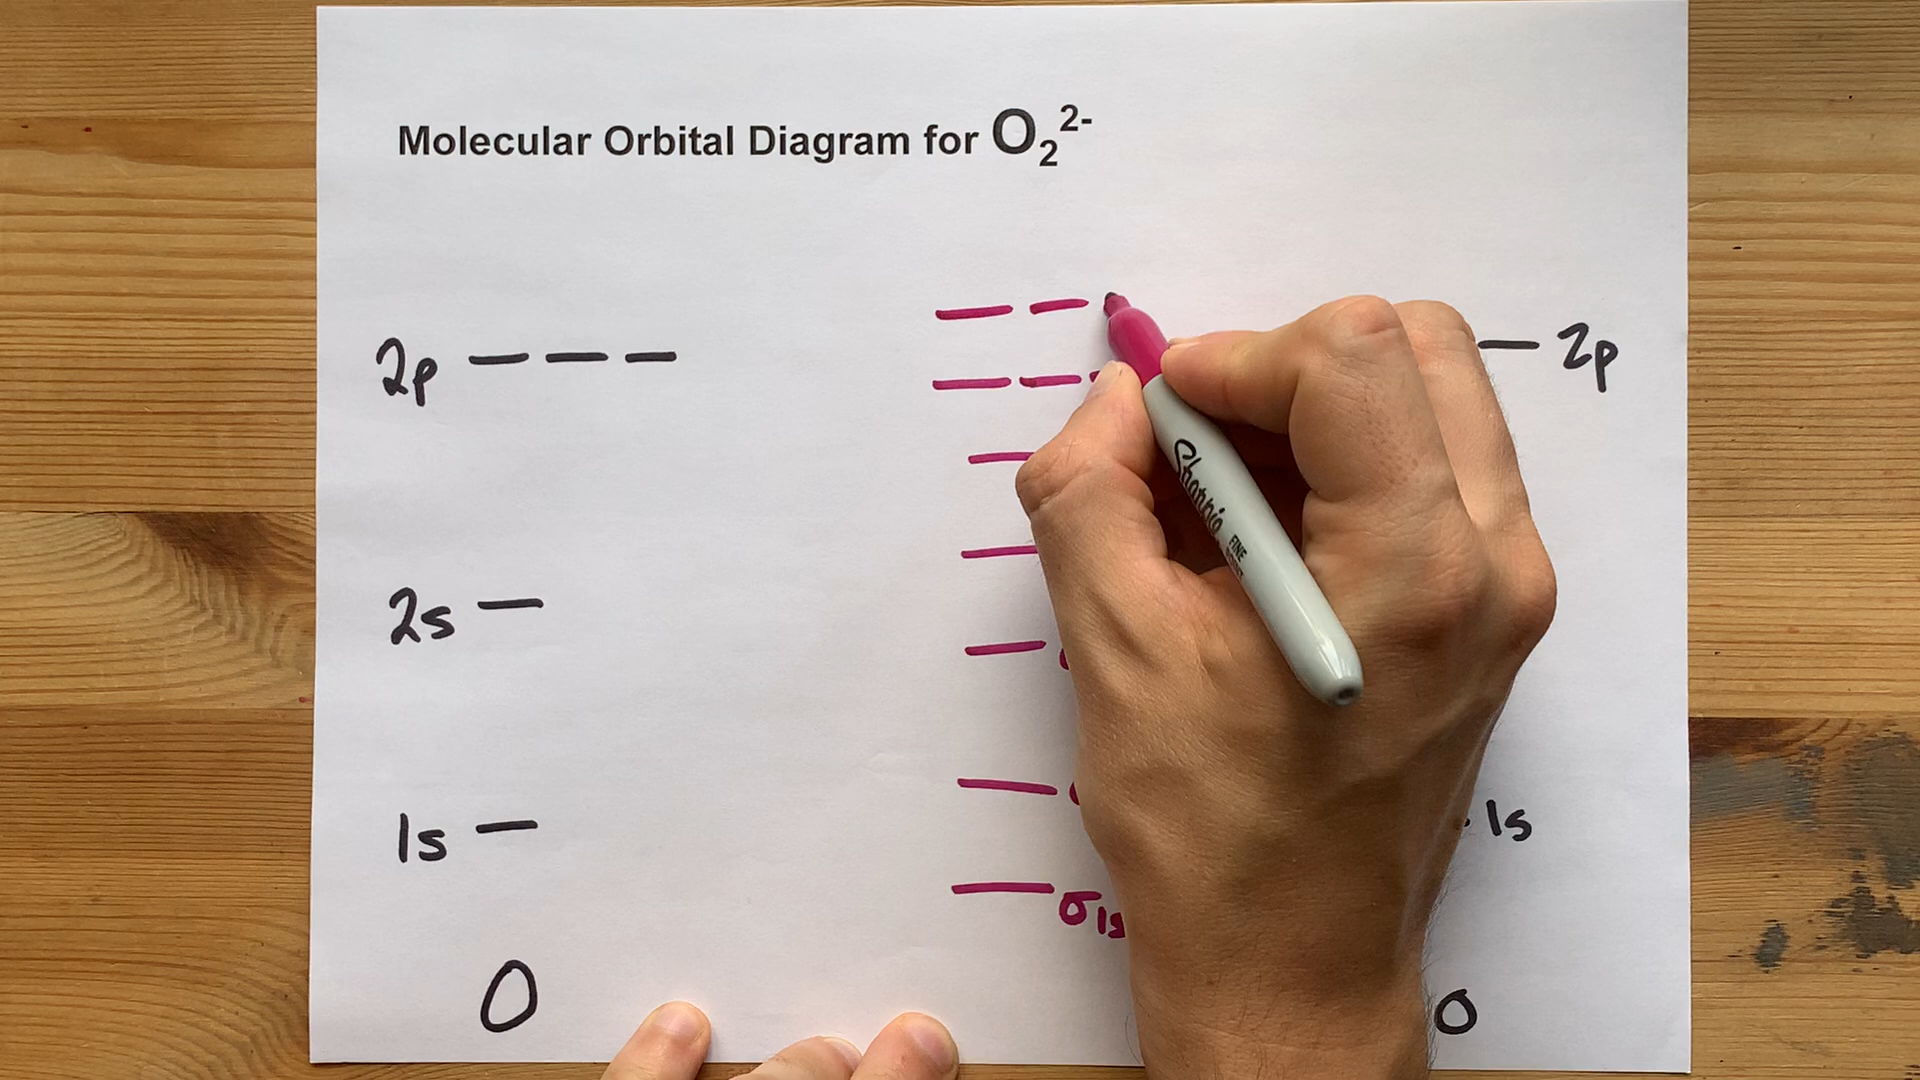 Molecular Orbital Diagram for O₂²⁻
2p
2p
2s
1s
1s
σ1s
O
O
Sharpie
FINE